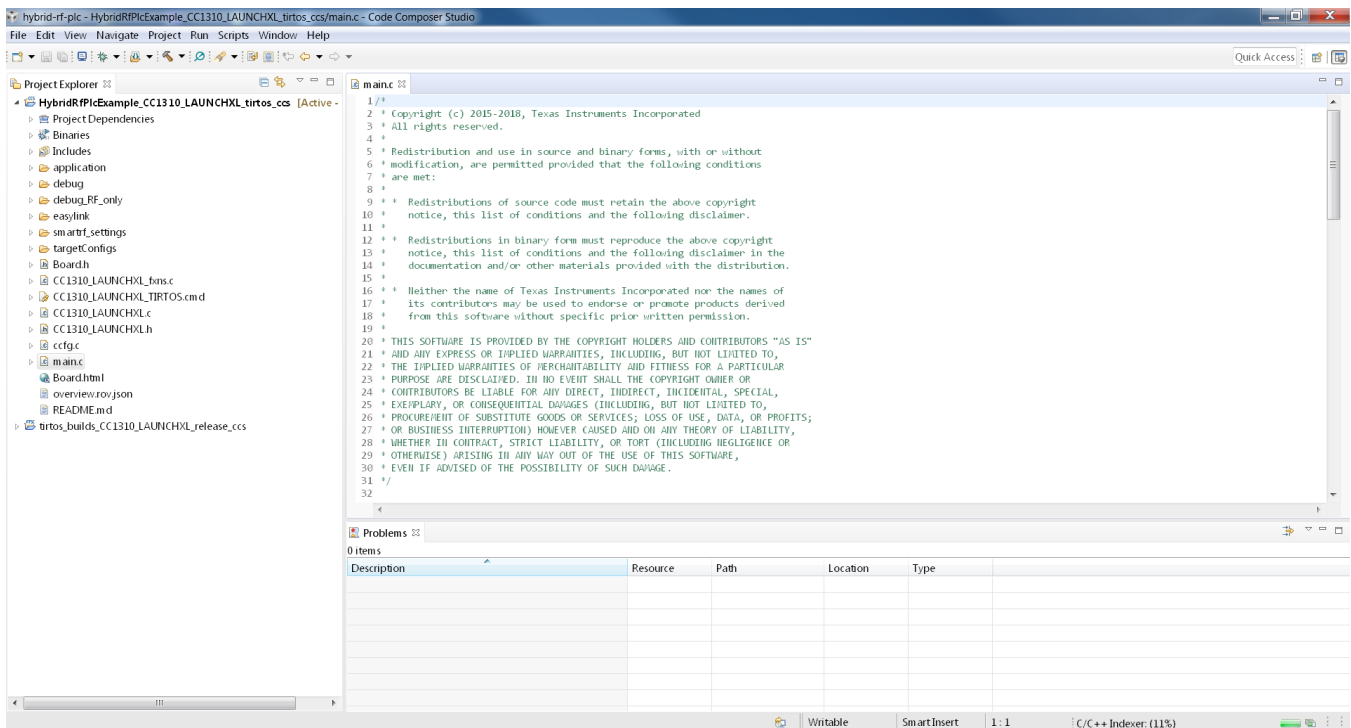 hybrid-rf-plc - HybridRfPlcExample_CC1310_LAUNCHXL_tirtos_ccs/main.c - Code Composer Studio
File Edit View Navigate Project Run Scripts Window Help
Quick Access
Project Explorer
HybridRfPlcExample_CC1310_LAUNCHXL_tirtos_ccs [Active -
Project Dependencies
Binaries
Includes
application
debug
debug_RF_only
easylink
smartrf_settings
targetConfigs
Board.h
CC1310_LAUNCHXL_fxns.c
CC1310_LAUNCHXL_TIRTOS.cmd
CC1310_LAUNCHXL.c
CC1310_LAUNCHXL.h
ccfg.c
main.c
Board.html
overview.rov.json
README.md
tirtos_builds_CC1310_LAUNCHXL_release_ccs
main.c
1 /*
2 * Copyright (c) 2015-2018, Texas Instruments Incorporated
3 * All rights reserved.
4 *
5 * Redistribution and use in source and binary forms, with or without
6 * modification, are permitted provided that the following conditions
7 * are met:
8 *
9 * * Redistributions of source code must retain the above copyright
10 * notice, this list of conditions and the following disclaimer.
11 *
12 * * Redistributions in binary form must reproduce the above copyright
13 * notice, this list of conditions and the following disclaimer in the
14 * documentation and/or other materials provided with the distribution.
15 *
16 * * Neither the name of Texas Instruments Incorporated nor the names of
17 * its contributors may be used to endorse or promote products derived
18 * from this software without specific prior written permission.
19 *
20 * THIS SOFTWARE IS PROVIDED BY THE COPYRIGHT HOLDERS AND CONTRIBUTORS "AS IS"
21 * AND ANY EXPRESS OR IMPLIED WARRANTIES, INCLUDING, BUT NOT LIMITED TO,
22 * THE IMPLIED WARRANTIES OF MERCHANTABILITY AND FITNESS FOR A PARTICULAR
23 * PURPOSE ARE DISCLAIMED. IN NO EVENT SHALL THE COPYRIGHT OWNER OR
24 * CONTRIBUTORS BE LIABLE FOR ANY DIRECT, INDIRECT, INCIDENTAL, SPECIAL,
25 * EXEMPLARY, OR CONSEQUENTIAL DAMAGES (INCLUDING, BUT NOT LIMITED TO,
26 * PROCUREMENT OF SUBSTITUTE GOODS OR SERVICES; LOSS OF USE, DATA, OR PROFITS;
27 * OR BUSINESS INTERRUPTION) HOWEVER CAUSED AND ON ANY THEORY OF LIABILITY,
28 * WHETHER IN CONTRACT, STRICT LIABILITY, OR TORT (INCLUDING NEGLIGENCE OR
29 * OTHERWISE) ARISING IN ANY WAY OUT OF THE USE OF THIS SOFTWARE,
30 * EVEN IF ADVISED OF THE POSSIBILITY OF SUCH DAMAGE.
31 */
32
Problems
0 items
Description Resource Path Location Type
Writable Smart Insert 1 : 1 C/C++ Indexer: (11%)